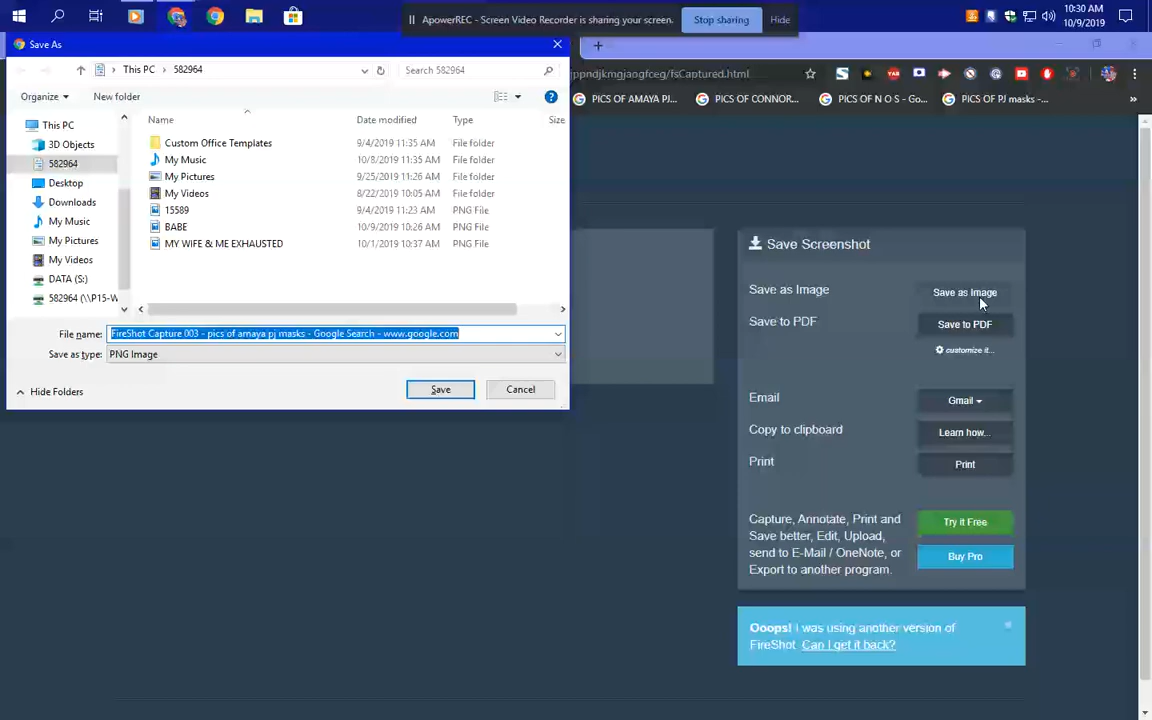 ApowerREC - Screen Video Recorder is sharing your screen.
Stop sharing
Hide
10:30 AM
10/9/2019
Save As
This PC
582964
Search 582964
jppndjkmgjaogfceg/fsCaptured.html
Organize
New folder
PICS OF AMAYA PJ...
PICS OF CONNOR...
PICS OF N O S - Go...
PICS OF PJ masks -...
Name
Date modified
Type
Size
This PC
3D Objects
582964
Desktop
Downloads
My Music
My Pictures
My Videos
DATA (S:)
582964 (\\P15-W
Custom Office Templates 9/4/2019 11:35 AM File folder
My Music 10/8/2019 11:35 AM File folder
My Pictures 9/25/2019 11:26 AM File folder
My Videos 8/22/2019 10:05 AM File folder
15589 9/4/2019 11:23 AM PNG File
BABE 10/9/2019 10:26 AM PNG File
MY WIFE & ME EXHAUSTED 10/1/2019 10:37 AM PNG File
File name: FireShot Capture 003 - pics of amaya pj masks - Google Search - www.google.com
Save as type: PNG Image
Hide Folders
Save
Cancel
Save Screenshot
Save as Image
Save as Image
Save to PDF
Save to PDF
customize it...
Email
Gmail
Copy to clipboard
Learn how...
Print
Print
Capture, Annotate, Print and
Save better, Edit, Upload,
send to E-Mail / OneNote, or
Export to another program.
Try it Free
Buy Pro
Ooops! I was using another version of
FireShot. Can I get it back?